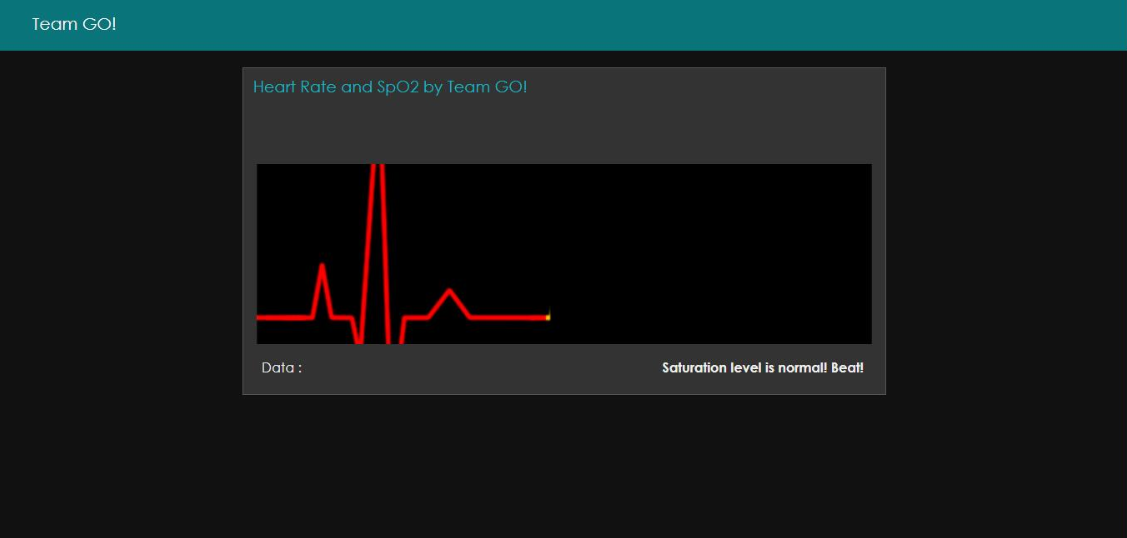 Team GO!
Heart Rate and SpO2 by Team GO!
Data :
Saturation level is normal! Beat!